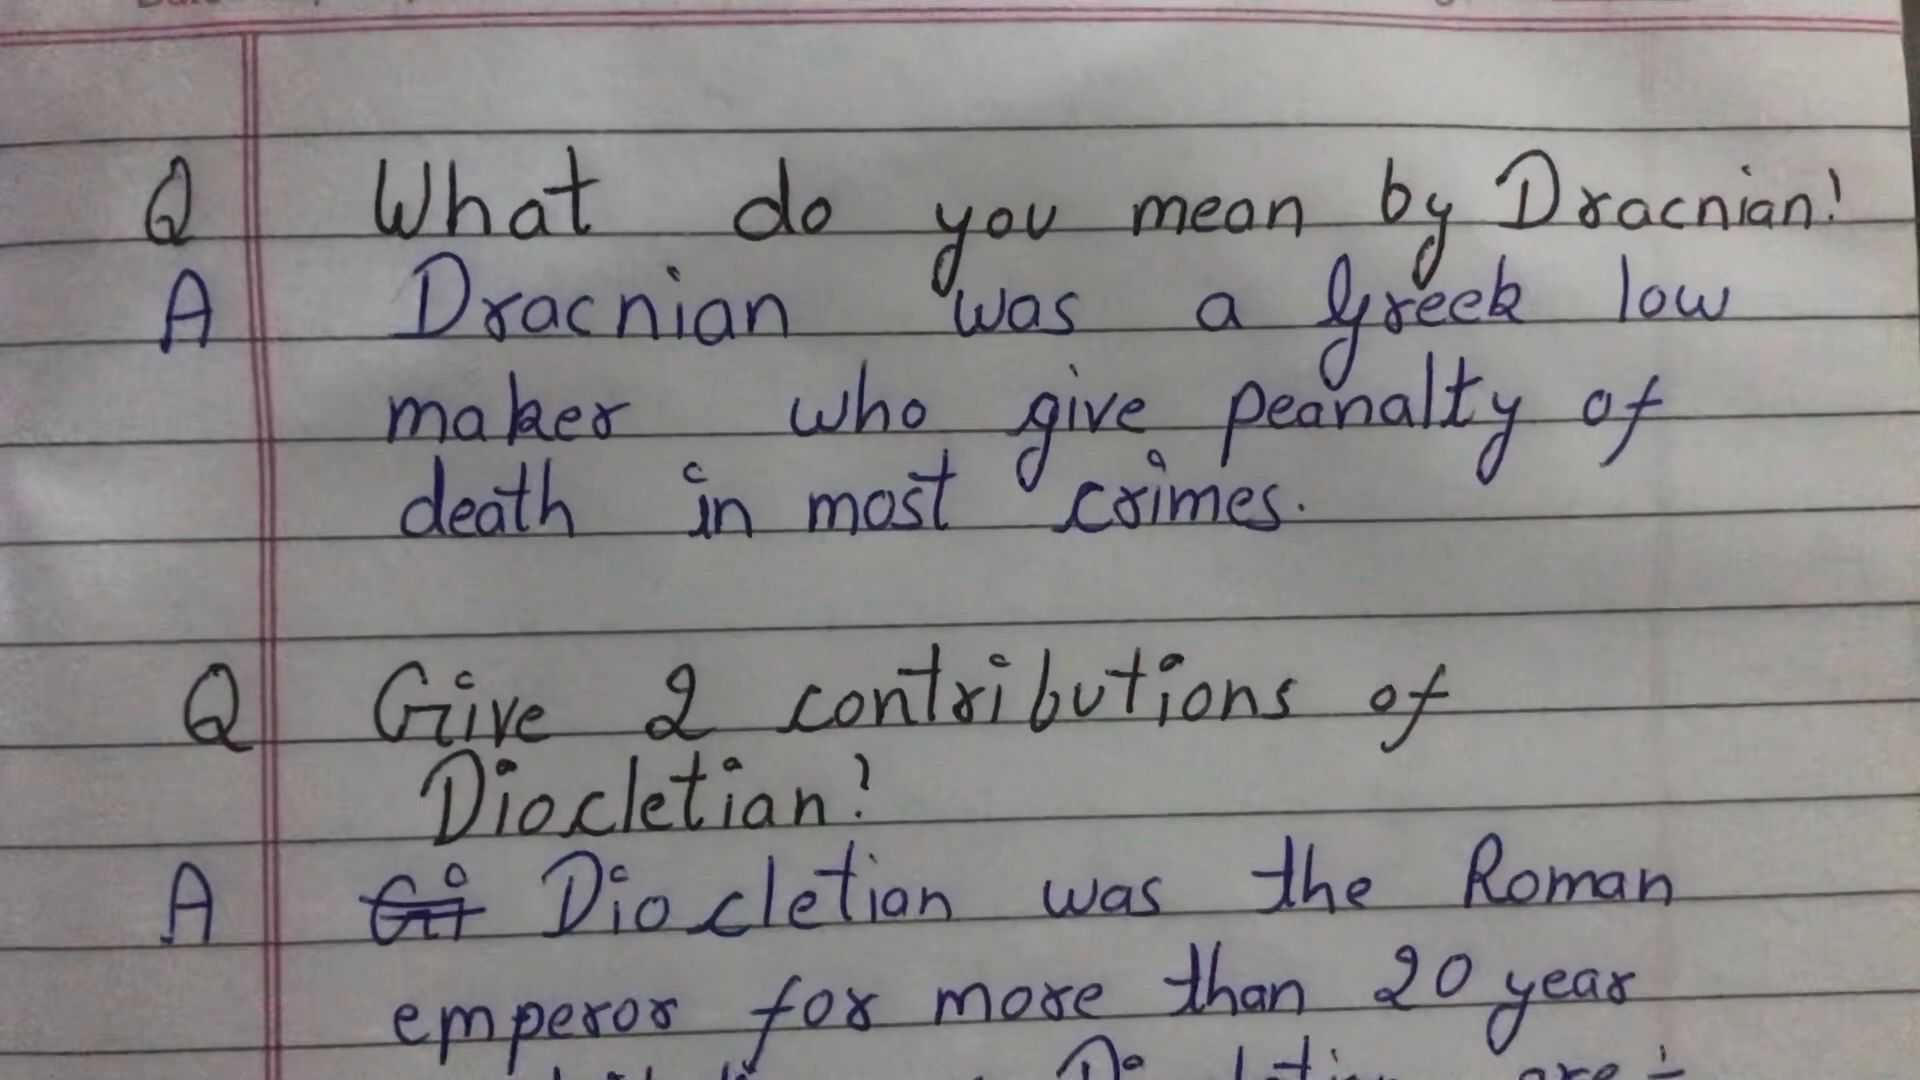 Q What do you mean by Dracnian?
A Dracnian was a Greek low
maker who give peanalty of
death in most crimes.
Q Give 2 contributions of
Diocletian?
A Diocletian was the Roman
emperor for more than 20 year
are :-